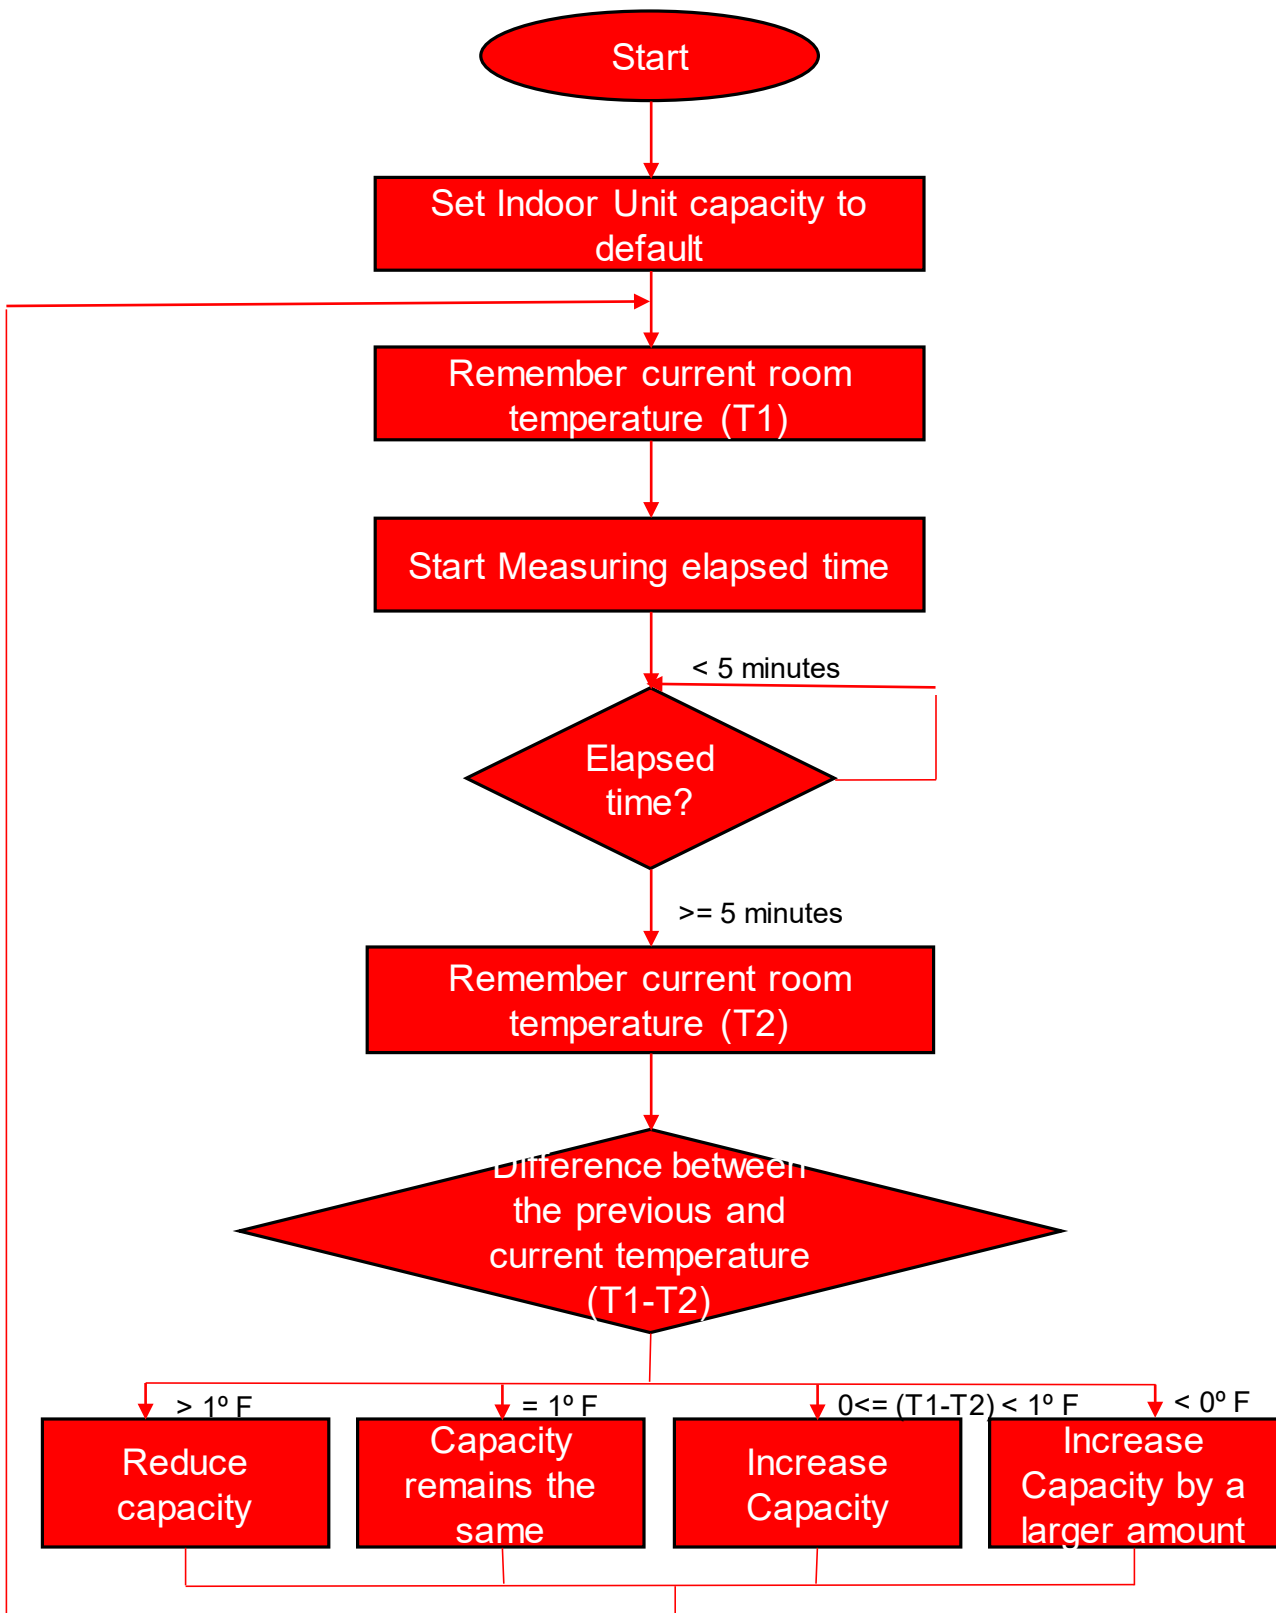 Start
Set Indoor Unit capacity to
default
Remember current room
temperature (T1)
Start Measuring elapsed time
< 5 minutes
Elapsed
time?
>= 5 minutes
Remember current room
temperature (T2)
Difference between
the previous and
current temperature
(T1-T2)
> 1º F
= 1º F
0<= (T1-T2) < 1º F
< 0º F
Reduce
capacity
Capacity
remains the
same
Increase
Capacity
Increase
Capacity by a
larger amount